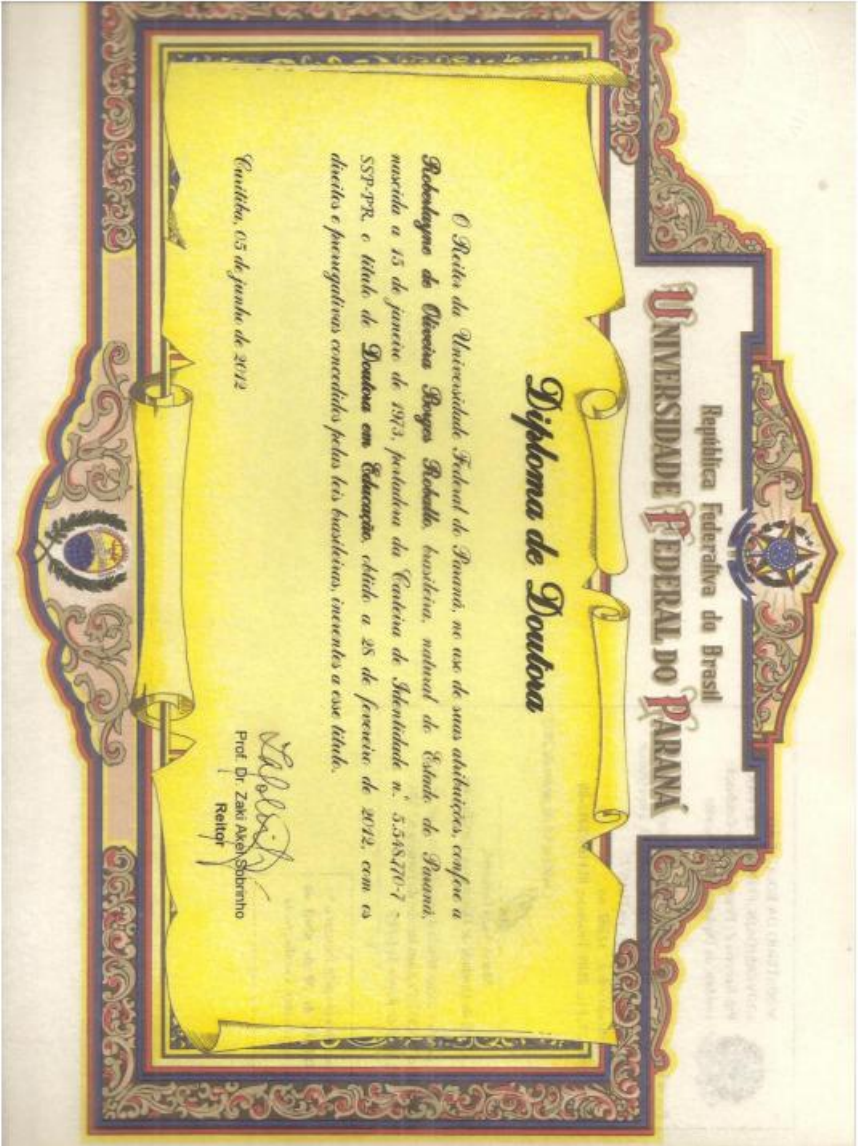 República Federativa do Brasil
UNIVERSIDADE FEDERAL DO PARANÁ
Diploma de Doutora
O Reitor da Universidade Federal do Paraná, no uso de suas atribuições, confere a
Robertayne de Oliveira Borges Roballo, brasileira, natural do Estado do Paraná,
nascida a 15 de janeiro de 1973, portadora da Carteira de Identidade n.º 5.548.770-7 -
SSP-PR, o título de Doutora em Educação, obtido a 28 de fevereiro de 2012, com os
direitos e prerrogativas concedidos pelas leis brasileiras, inerentes a esse título.
Curitiba, 05 de junho de 2012
Prof. Dr. Zaki Akel Sobrinho
Reitor